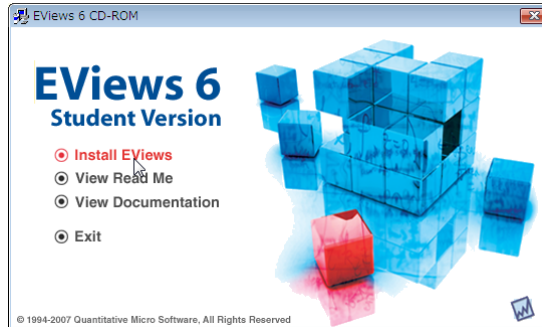 EViews 6 CD-ROM
EViews 6
Student Version
Install EViews
View Read Me
View Documentation
Exit
© 1994-2007 Quantitative Micro Software, All Rights Reserved